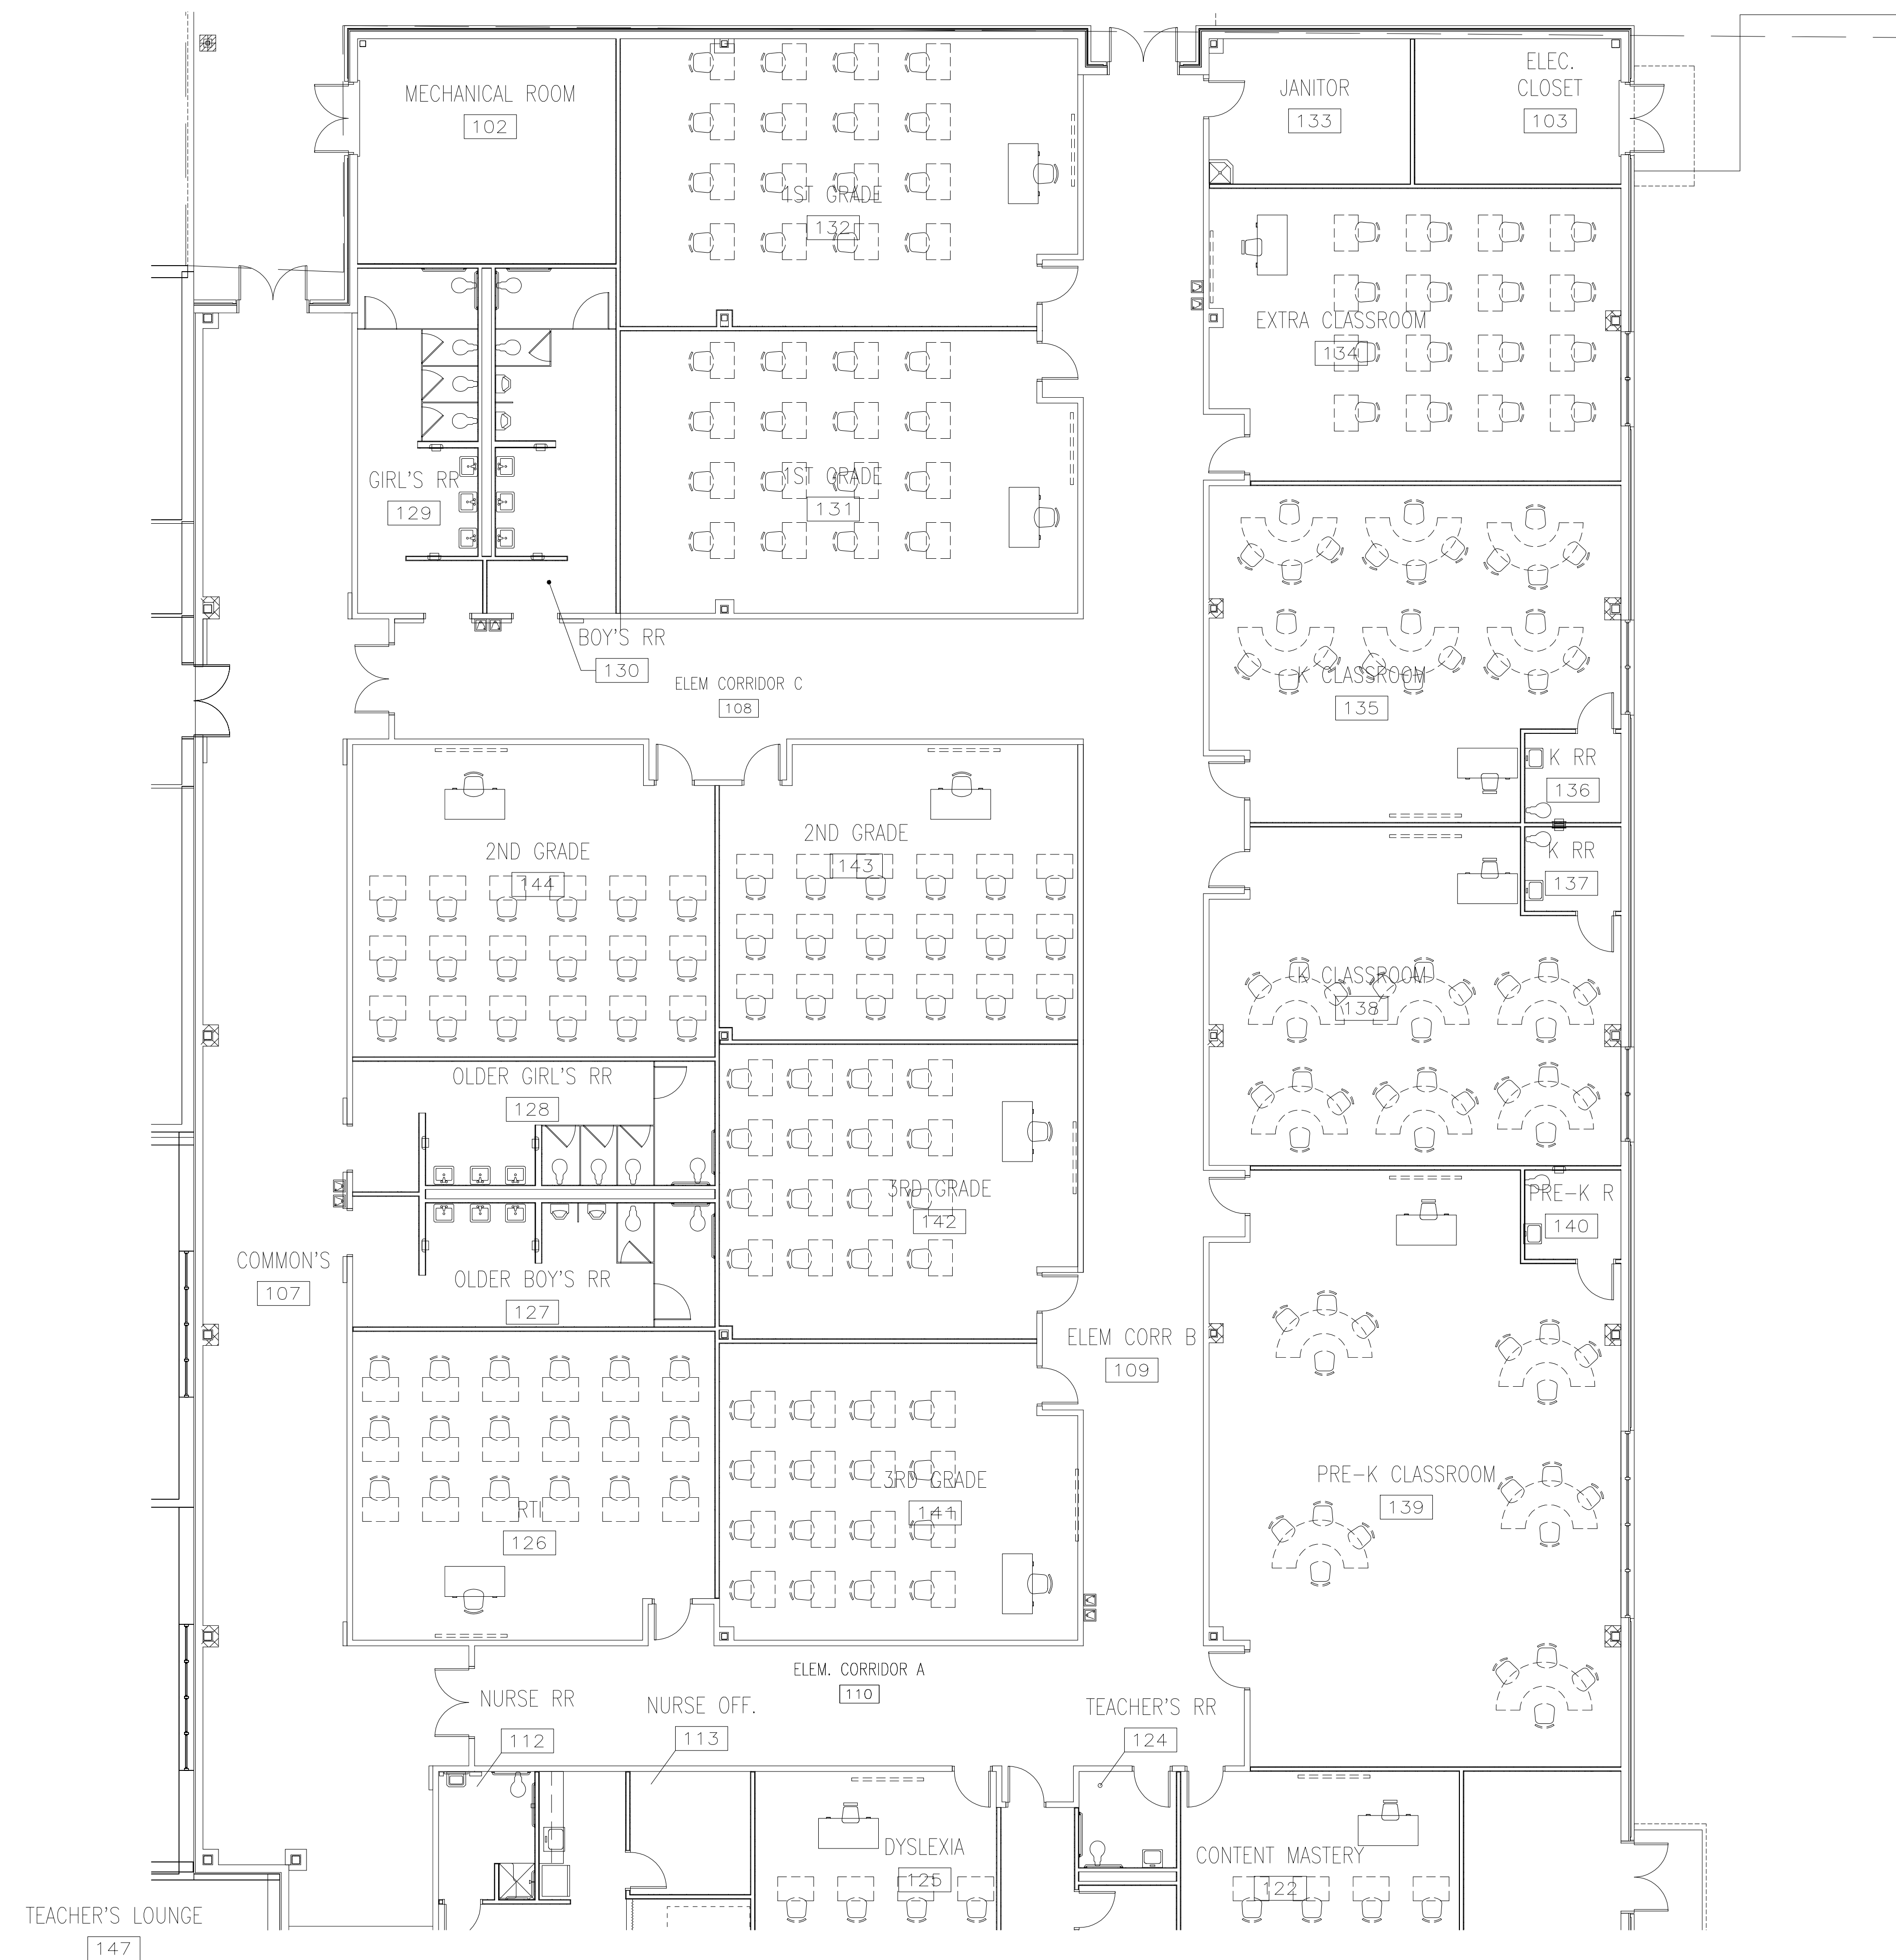 MECHANICAL ROOM
102
1ST GRADE
132
JANITOR
133
ELEC.
CLOSET
103
EXTRA CLASSROOM
134
GIRL'S RR
129
1ST GRADE
131
BOY'S RR
130
ELEM CORRIDOR C
108
K CLASSROOM
135
K RR
136
K RR
137
2ND GRADE
144
2ND GRADE
143
K CLASSROOM
138
OLDER GIRL'S RR
128
3RD GRADE
142
PRE-K R
140
COMMON'S
107
OLDER BOY'S RR
127
ELEM CORR B
109
RTI
126
3RD GRADE
141
PRE-K CLASSROOM
139
ELEM. CORRIDOR A
110
NURSE RR
112
NURSE OFF.
113
TEACHER'S RR
124
DYSLEXIA
125
CONTENT MASTERY
122
TEACHER'S LOUNGE
147